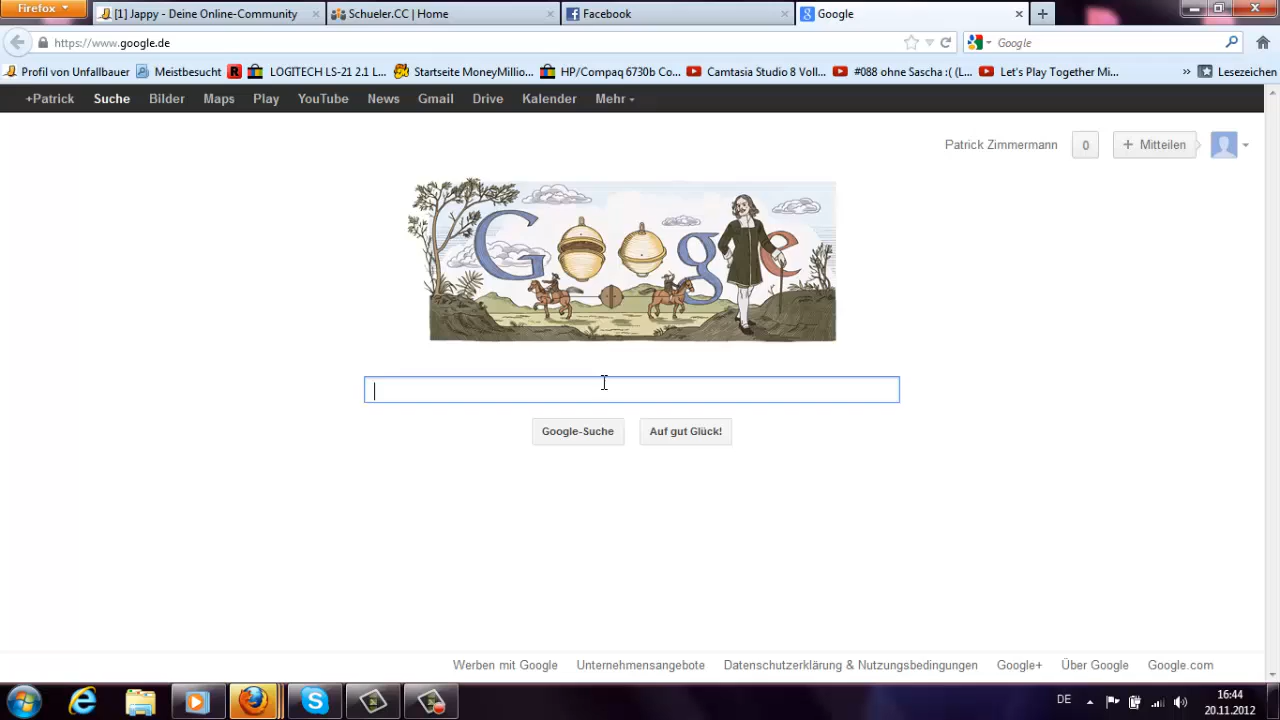 Firefox
[1] Jappy - Deine Online-Community
Schueler.CC | Home
Facebook
Google
https://www.google.de
Google
Profil von Unfallbauer
Meistbesucht
LOGITECH LS-21 2.1 L...
Startseite MoneyMillio...
HP/Compaq 6730b Co...
Camtasia Studio 8 Voll...
#088 ohne Sascha :( (L...
Let's Play Together Mi...
»
Lesezeichen
+Patrick
Suche
Bilder
Maps
Play
YouTube
News
Gmail
Drive
Kalender
Mehr
Patrick Zimmermann
0
+ Mitteilen
Google
Google-Suche
Auf gut Glück!
Werben mit Google
Unternehmensangebote
Datenschutzerklärung & Nutzungsbedingungen
Google+
Über Google
Google.com
DE
16:44
20.11.2012